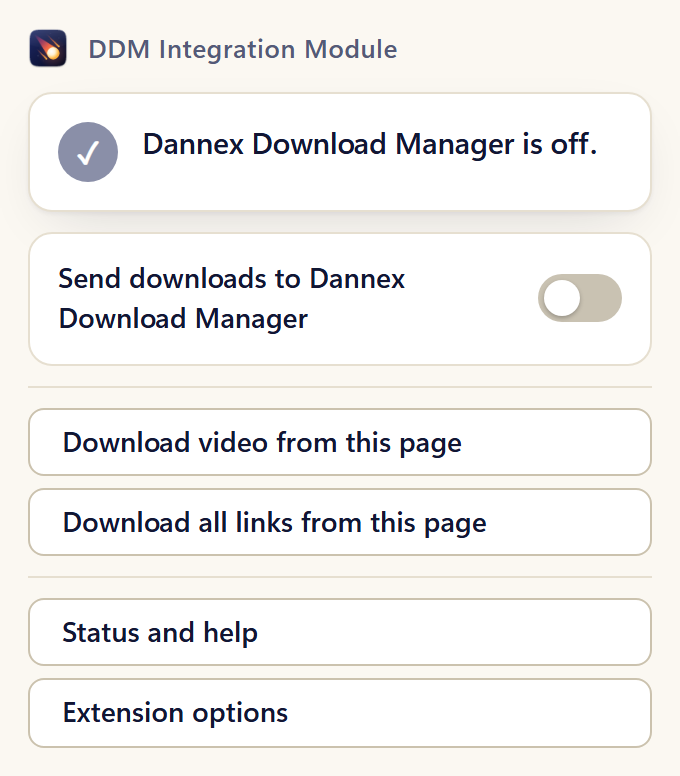 DDM Integration Module
Dannex Download Manager is off.
Send downloads to Dannex
Download Manager
Download video from this page
Download all links from this page
Status and help
Extension options